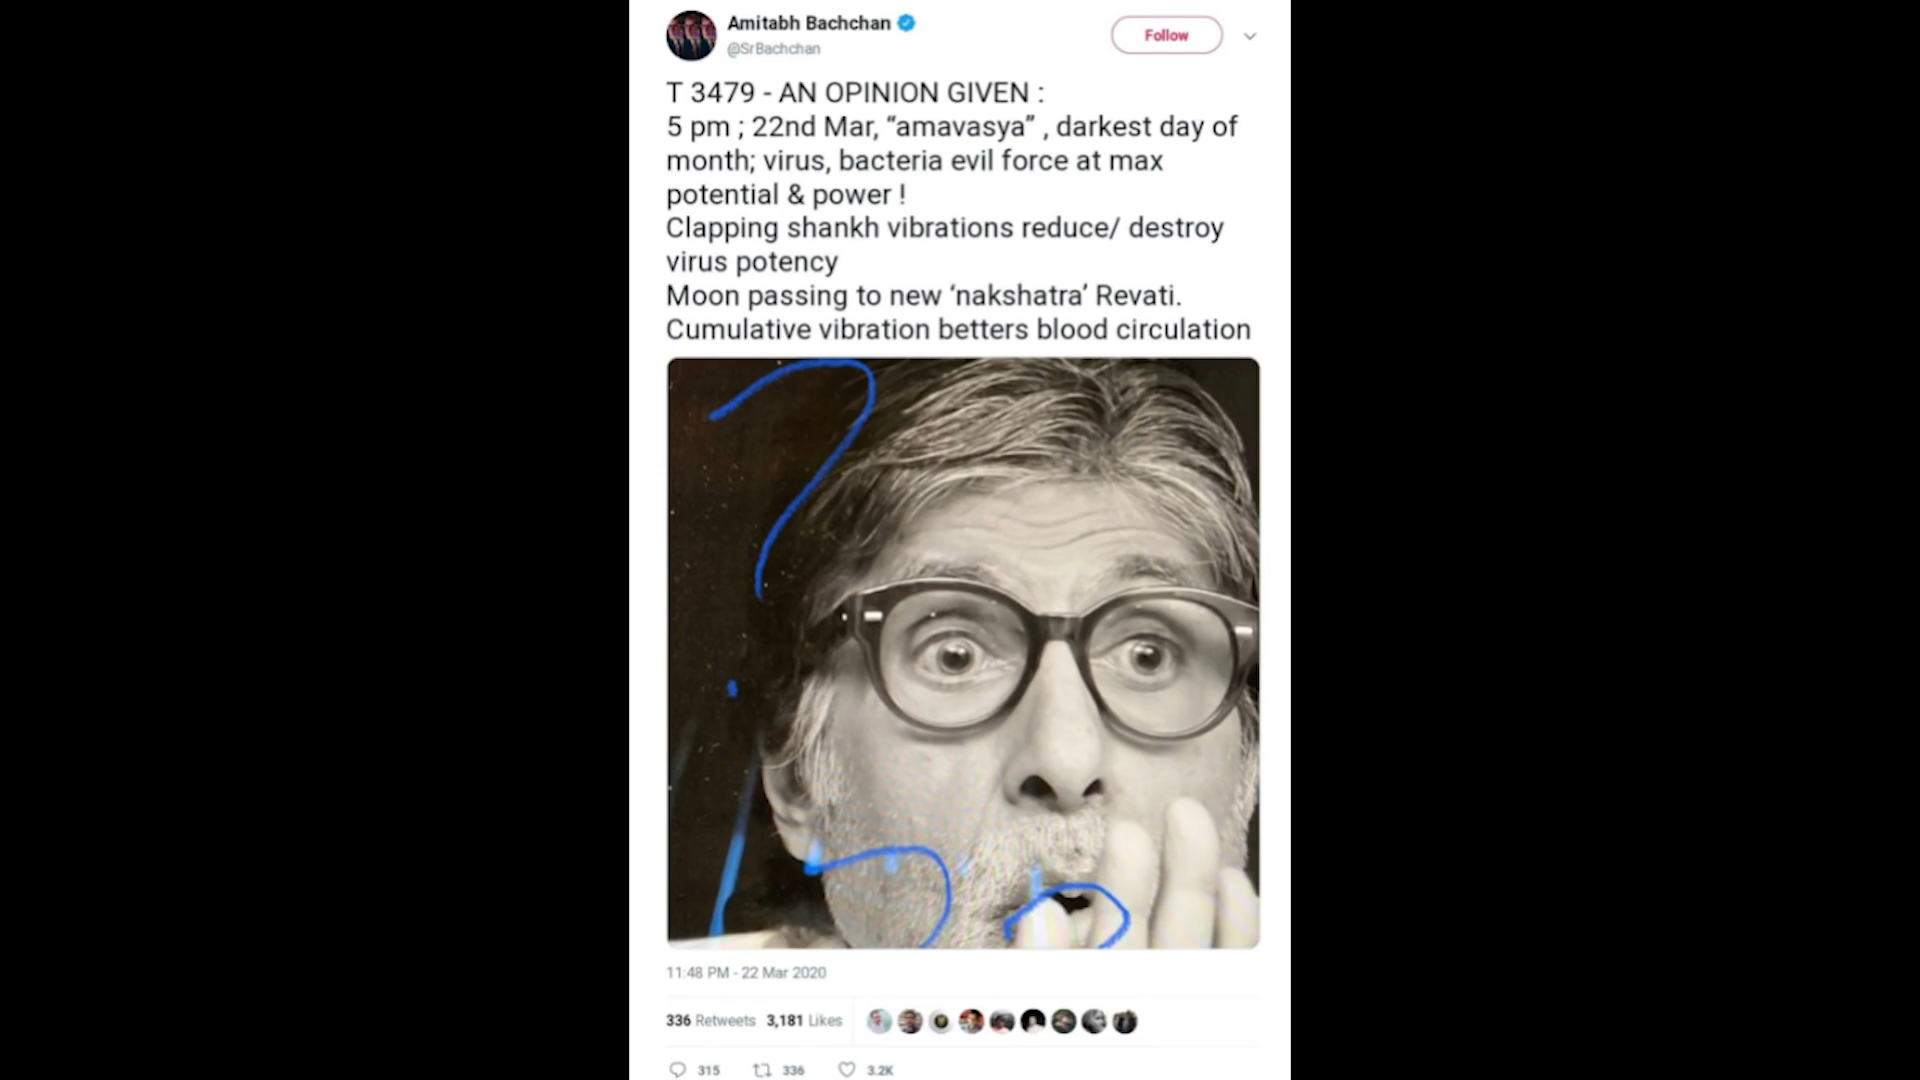 Amitabh Bachchan
@SrBachchan
Follow
T 3479 - AN OPINION GIVEN :
5 pm ; 22nd Mar, “amavasya” , darkest day of
month; virus, bacteria evil force at max
potential & power !
Clapping shankh vibrations reduce/ destroy
virus potency
Moon passing to new ‘nakshatra’ Revati.
Cumulative vibration betters blood circulation
?
11:48 PM - 22 Mar 2020
336 Retweets 3,181 Likes
315 336 3.2K